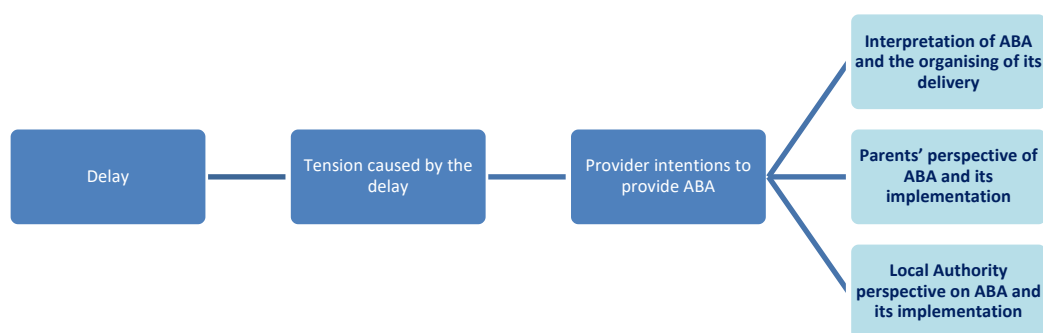 Delay
Tension caused by the
delay
Provider intentions to
provide ABA
Interpretation of ABA
and the organising of its
delivery
Parents’ perspective of
ABA and its
implementation
Local Authority
perspective on ABA and
its implementation